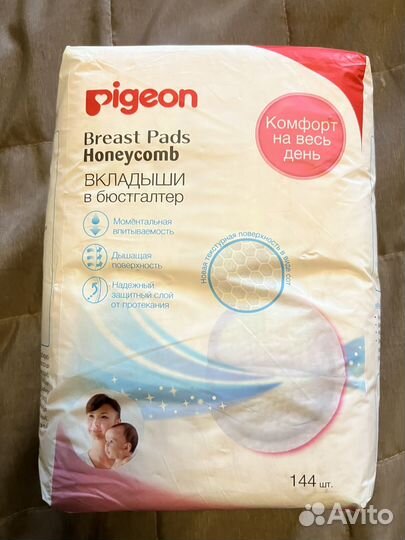 pigeon
Breast Pads
Honeycomb
ВКЛАДЫШИ
в бюстгалтер
Комфорт
на весь
день
Моментальная
впитываемость
Дышащая
поверхность
Надежный
защитный слой
от протекания
Новая текстурная поверхность в виде сот
144 шт.
Avito